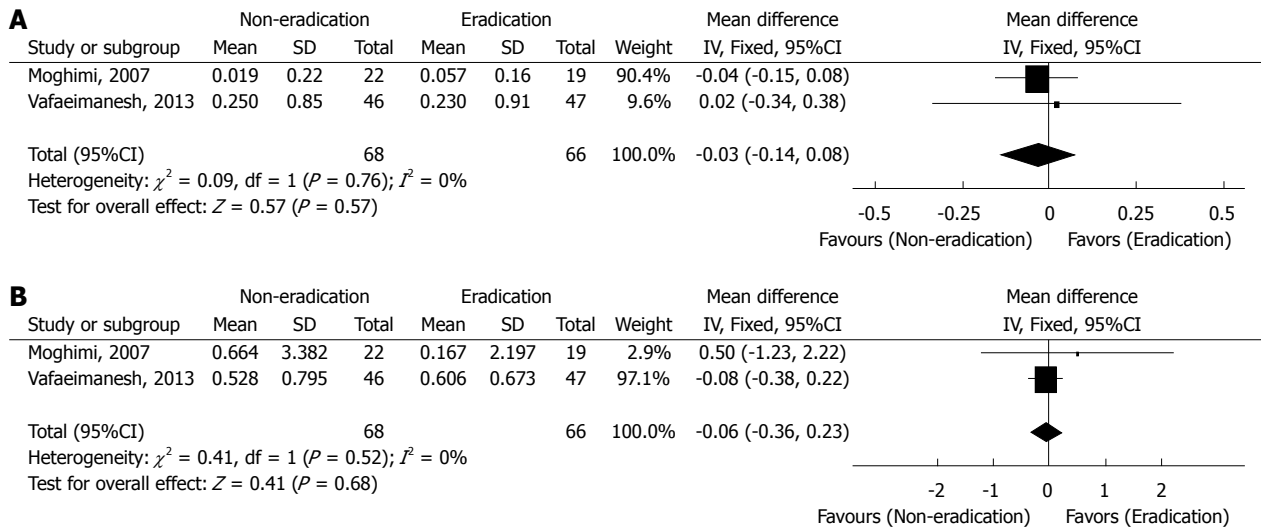 A Non-eradication Eradication Mean difference Mean difference
Study or subgroup Mean SD Total Mean SD Total Weight IV, Fixed, 95%CI IV, Fixed, 95%CI
Moghimi, 2007 0.019 0.22 22 0.057 0.16 19 90.4% -0.04 (-0.15, 0.08)
Vafaeimanesh, 2013 0.250 0.85 46 0.230 0.91 47 9.6% 0.02 (-0.34, 0.38)
Total (95%CI) 68 66 100.0% -0.03 (-0.14, 0.08)
Heterogeneity: χ² = 0.09, df = 1 (P = 0.76); I² = 0%
Test for overall effect: Z = 0.57 (P = 0.57)
-0.5 -0.25 0 0.25 0.5
Favours (Non-eradication) Favors (Eradication)
B Non-eradication Eradication Mean difference Mean difference
Study or subgroup Mean SD Total Mean SD Total Weight IV, Fixed, 95%CI IV, Fixed, 95%CI
Moghimi, 2007 0.664 3.382 22 0.167 2.197 19 2.9% 0.50 (-1.23, 2.22)
Vafaeimanesh, 2013 0.528 0.795 46 0.606 0.673 47 97.1% -0.08 (-0.38, 0.22)
Total (95%CI) 68 66 100.0% -0.06 (-0.36, 0.23)
Heterogeneity: χ² = 0.41, df = 1 (P = 0.52); I² = 0%
Test for overall effect: Z = 0.41 (P = 0.68)
-2 -1 0 1 2
Favours (Non-eradication) Favors (Eradication)